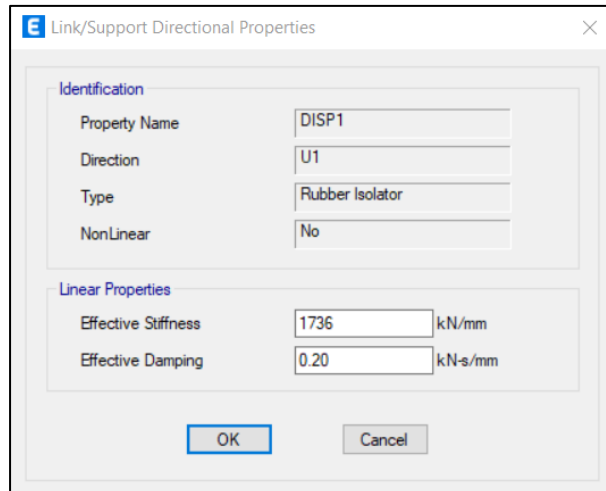 E Link/Support Directional Properties
Identification
Property Name DISP1
Direction U1
Type Rubber Isolator
NonLinear No
Linear Properties
Effective Stiffness 1736 kN/mm
Effective Damping 0.20 kN-s/mm
OK Cancel